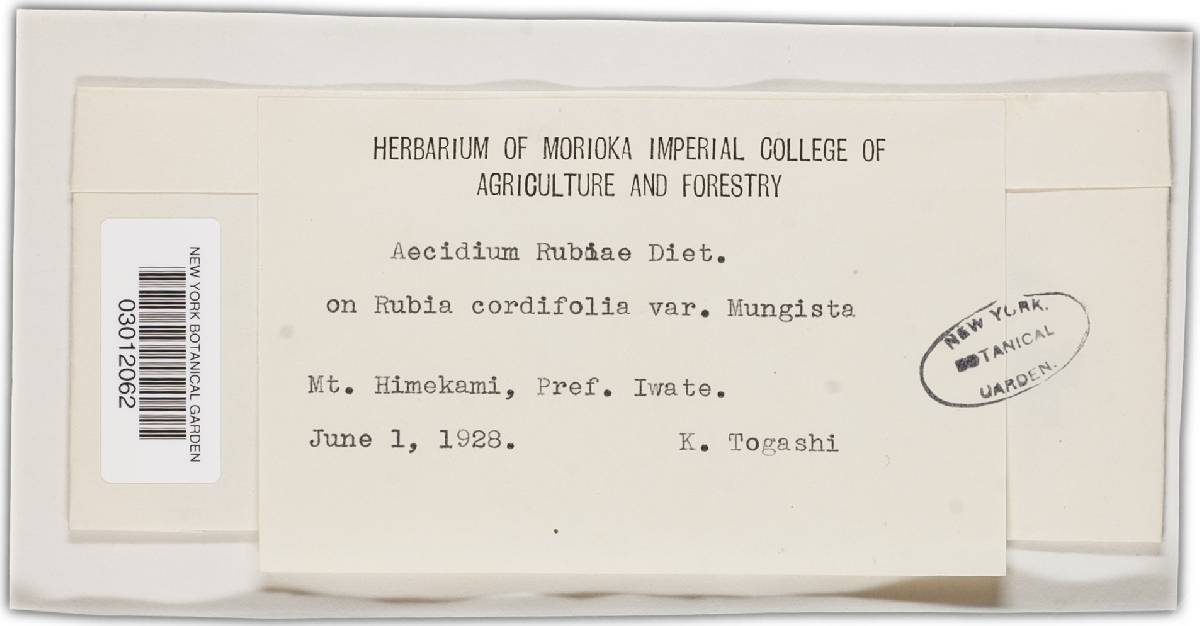 HERBARIUM OF MORIOKA IMPERIAL COLLEGE OF
AGRICULTURE AND FORESTRY
Aecidium Rubiae Diet.
on Rubia cordifolia var. Mungista
Mt. Himekami, Pref. Iwate.
June 1, 1928. K. Togashi
NEW YORK BOTANICAL GARDEN
03012062
NEW YORK.
BOTANICAL
GARDEN.